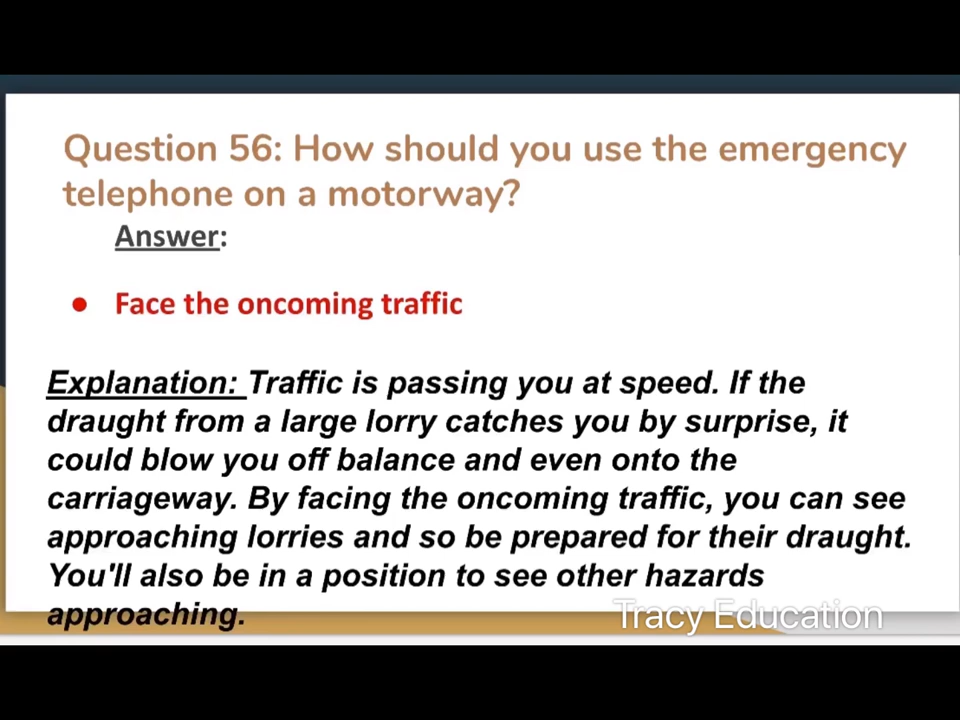 Question 56: How should you use the emergency
telephone on a motorway?
Answer:
● Face the oncoming traffic
Explanation: Traffic is passing you at speed. If the
draught from a large lorry catches you by surprise, it
could blow you off balance and even onto the
carriageway. By facing the oncoming traffic, you can see
approaching lorries and so be prepared for their draught.
You'll also be in a position to see other hazards
approaching.
Tracy Education